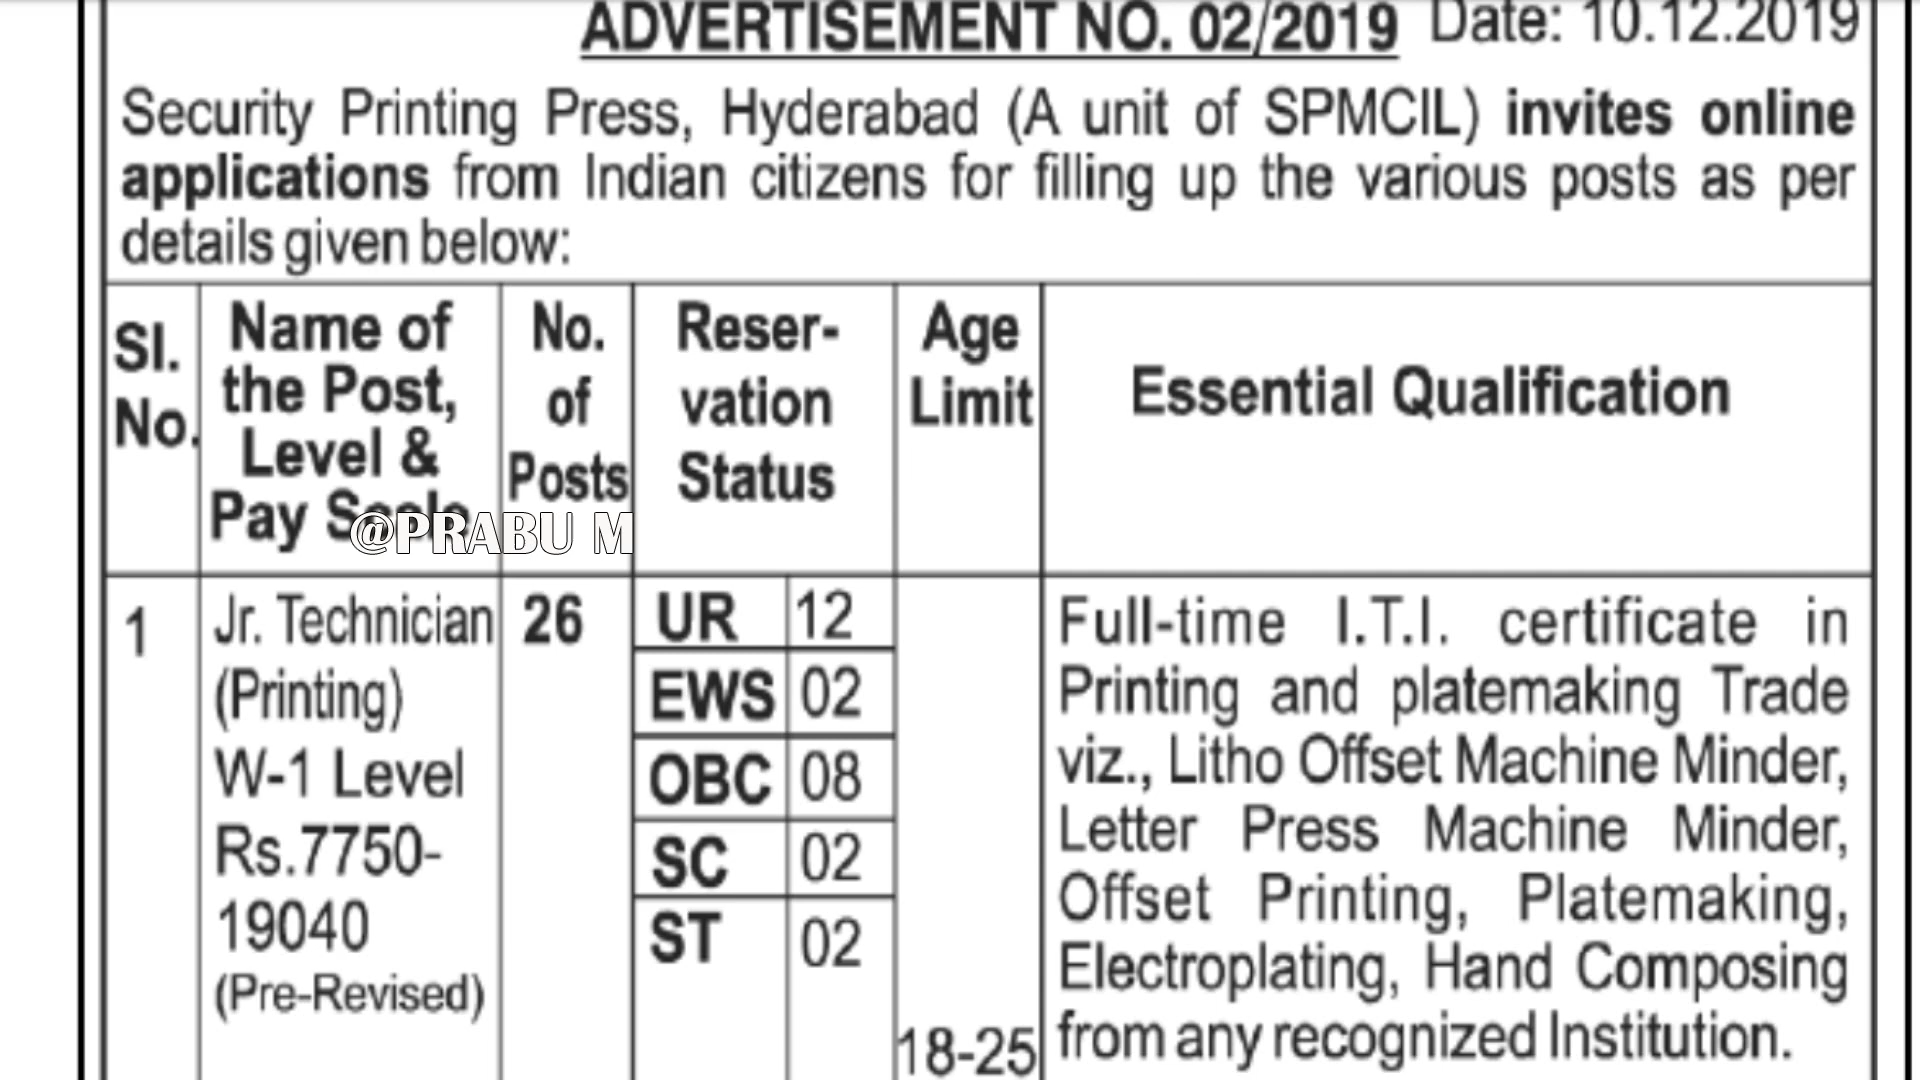 ADVERTISEMENT NO. 02/2019 Date: 10.12.2019
Security Printing Press, Hyderabad (A unit of SPMCIL) invites online
applications from Indian citizens for filling up the various posts as per
details given below:
Sl.
No.
Name of
the Post,
Level &
Pay Scale
@PRABU M
No.
of
Posts
Reser-
vation
Status
Age
Limit
Essential Qualification
1
Jr. Technician
(Printing)
W-1 Level
Rs.7750-
19040
(Pre-Revised)
26
UR 12
EWS 02
OBC 08
SC 02
ST 02
18-25
Full-time I.T.I. certificate in
Printing and platemaking Trade
viz., Litho Offset Machine Minder,
Letter Press Machine Minder,
Offset Printing, Platemaking,
Electroplating, Hand Composing
from any recognized Institution.